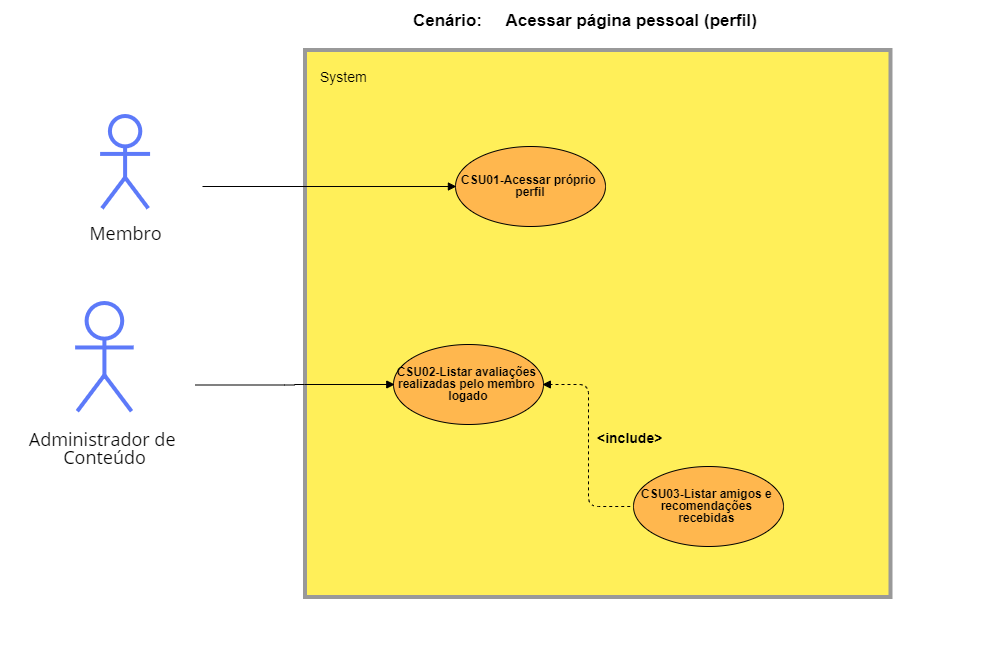 Cenário: Acessar página pessoal (perfil)
System
CSU01-Acessar próprio
perfil
Membro
CSU02-Listar avaliações
realizadas pelo membro
logado
Administrador de
Conteúdo
<include>
CSU03-Listar amigos e
recomendações
recebidas